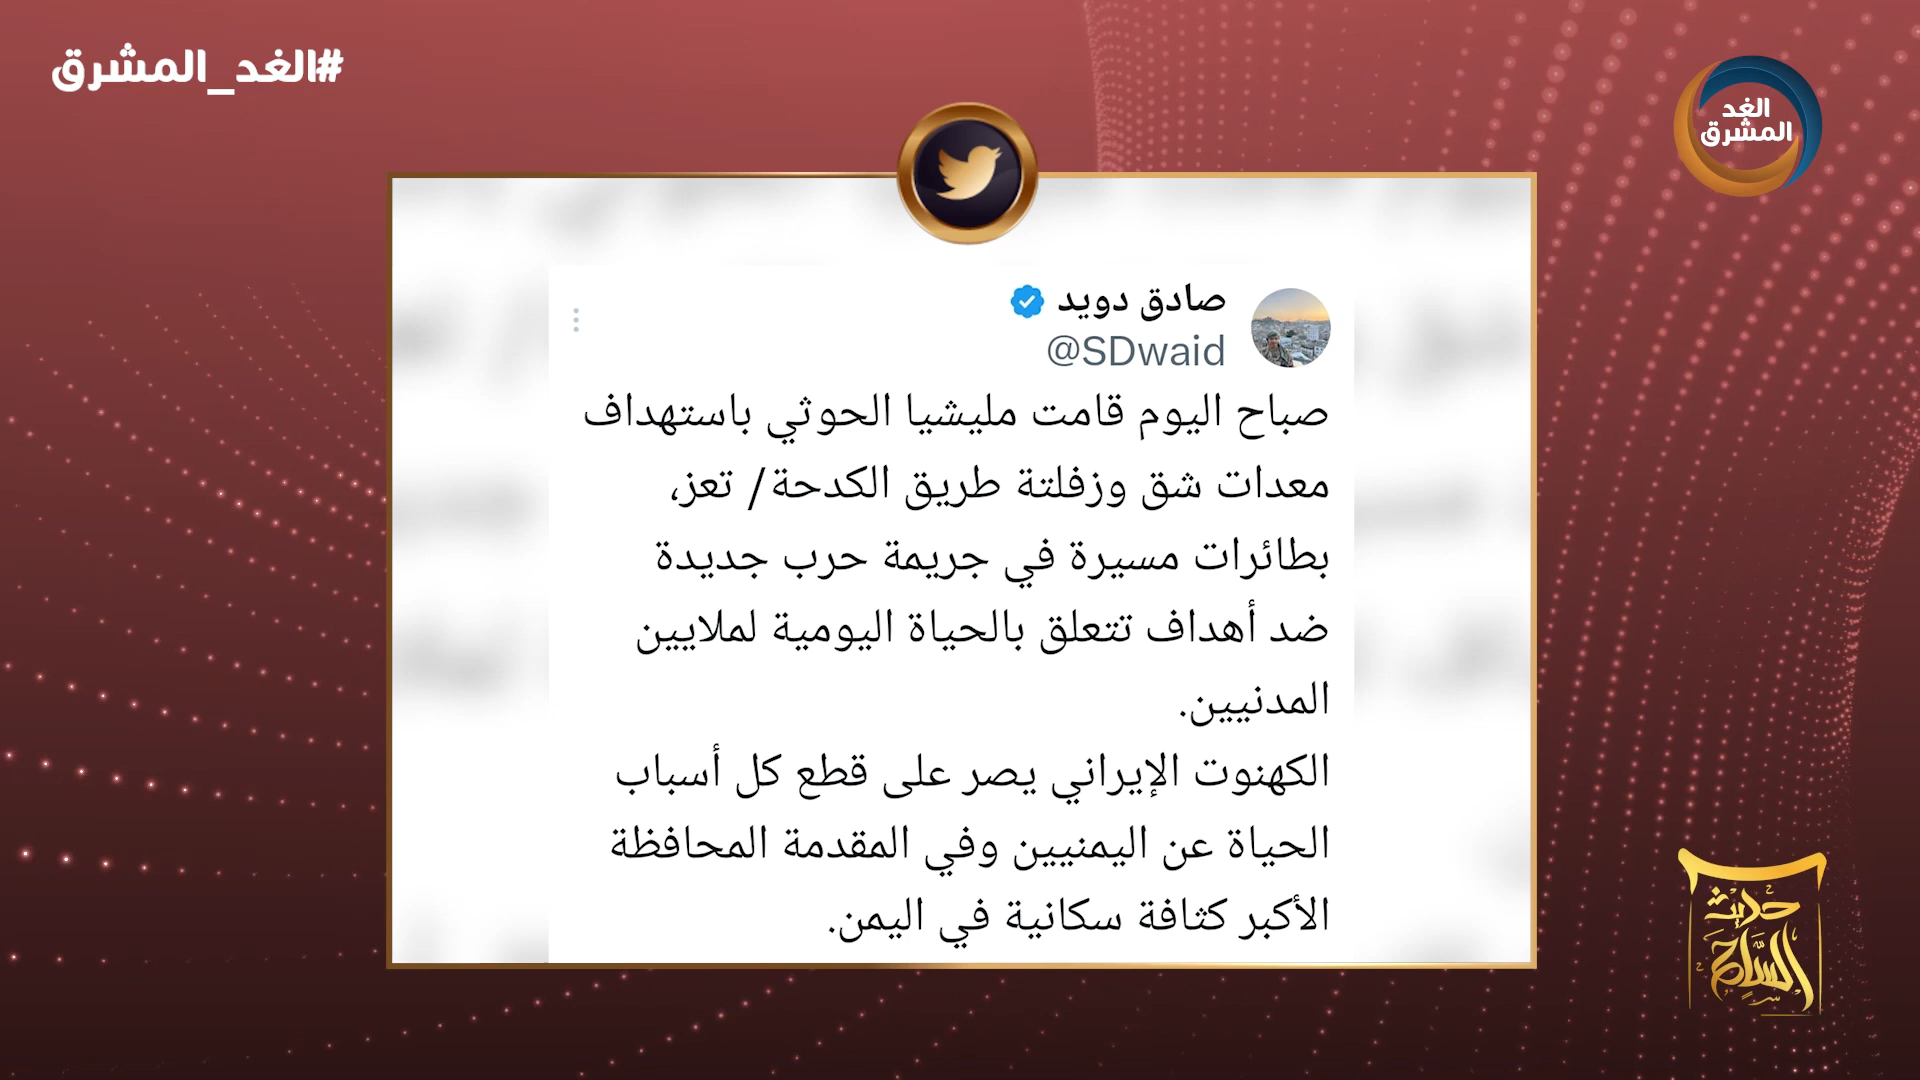 #الغد_المشرق
الغد
المشرق
صادق دويد
@SDwaid
صباح اليوم قامت مليشيا الحوثي باستهداف
معدات شق وزفلتة طريق الكدحة/ تعز،
بطائرات مسيرة في جريمة حرب جديدة
ضد أهداف تتعلق بالحياة اليومية لملايين
المدنيين.
الكهنوت الإيراني يصر على قطع كل أسباب
الحياة عن اليمنيين وفي المقدمة المحافظة
الأكبر كثافة سكانية في اليمن.
حديث
الساحة